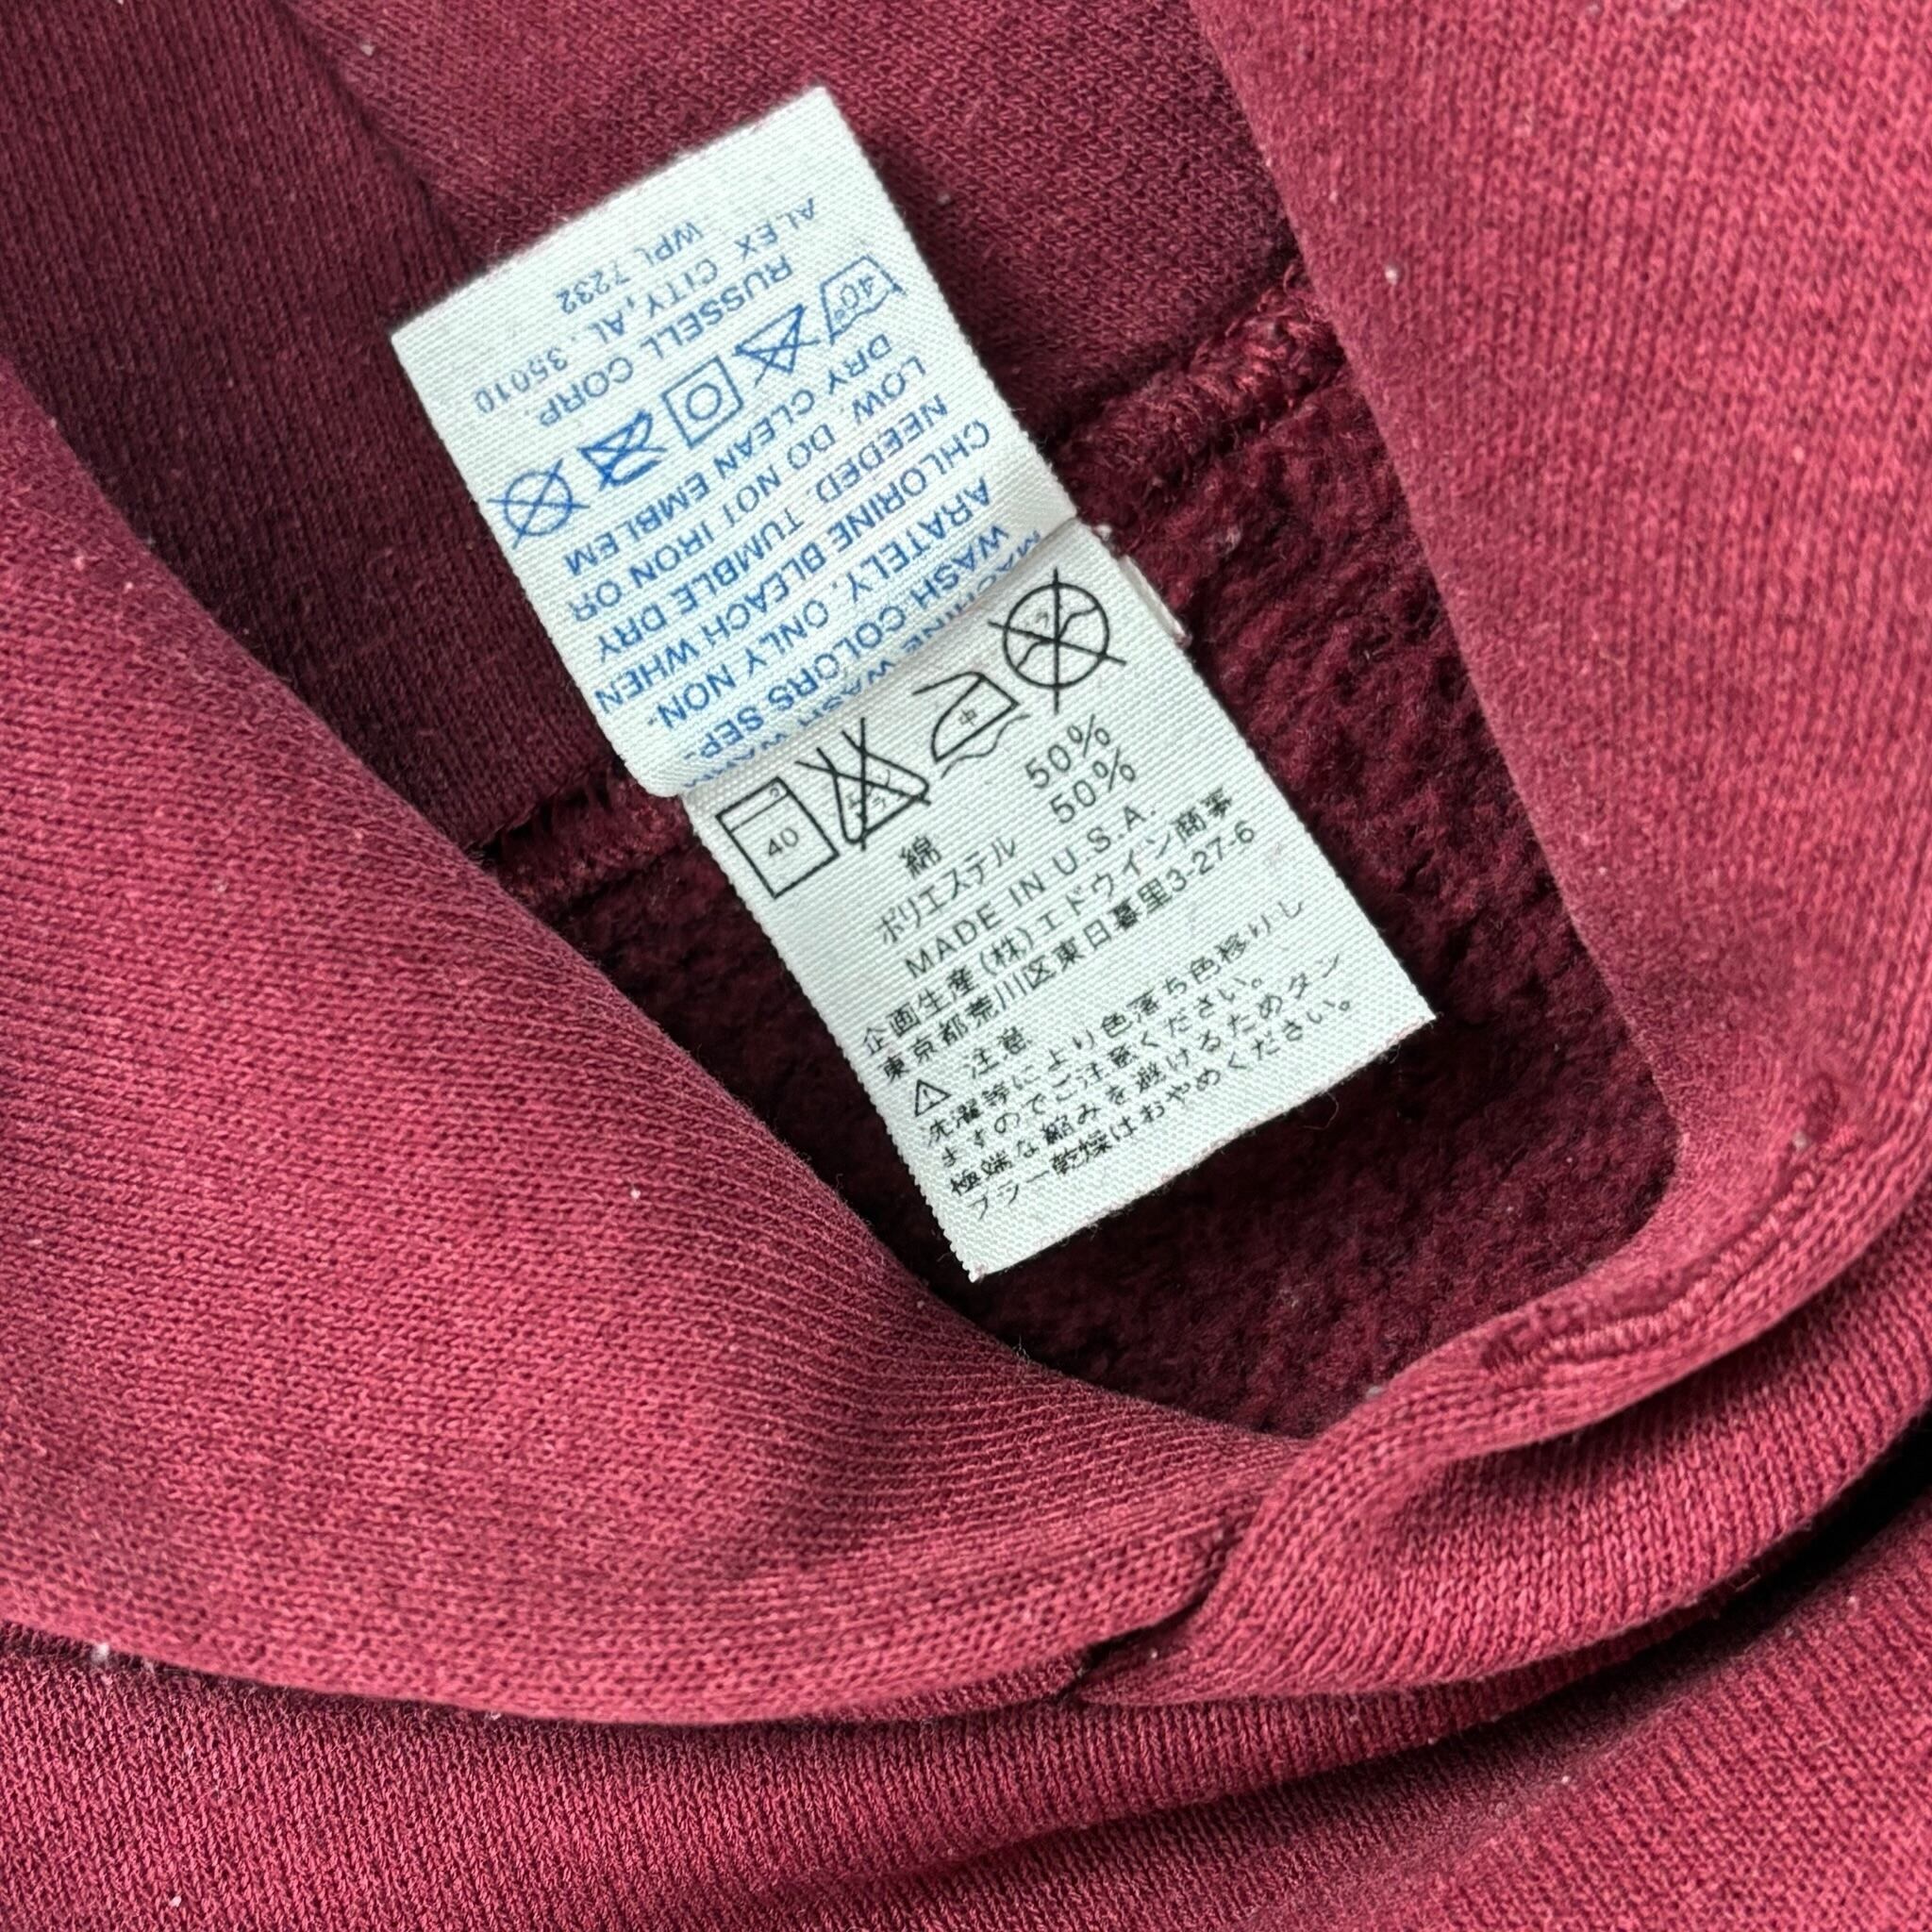 MACHINE WASH WARM
WASH COLORS SEP-
ARATELY. ONLY NON-
CHLORINE BLEACH WHEN
NEEDED. TUMBLE DRY
LOW. DO NOT IRON OR
DRY CLEAN EMBLEM
40°
RUSSELL CORP.
ALEX CITY, AL. 35010
WPL 7232
40 中
綿 50%
ポリエステル 50%
MADE IN U.S.A.
企画生産(株)エドウイン商事
東京都荒川区東日暮里3-27-6
注意
洗濯等により色落ち色移りし
ますのでご注意ください。
極端な縮みを避けるためタン
ブラー乾燥はおやめください。